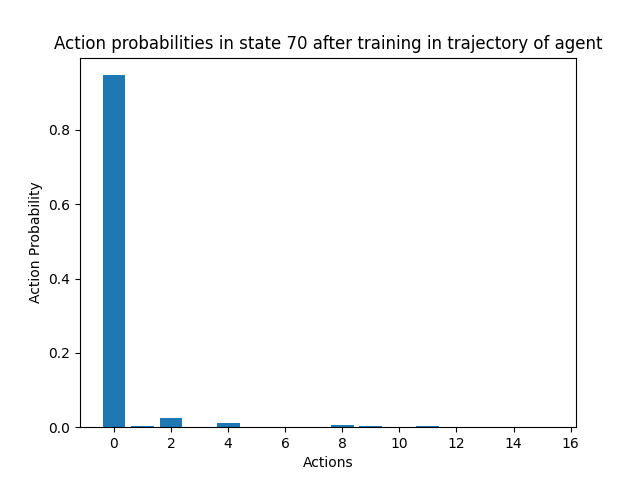 Action probabilities in state 70 after training in trajectory of agent
0.8
0.6
0.4
0.2
0.0
Action Probability
0 2 4 6 8 10 12 14 16
Actions